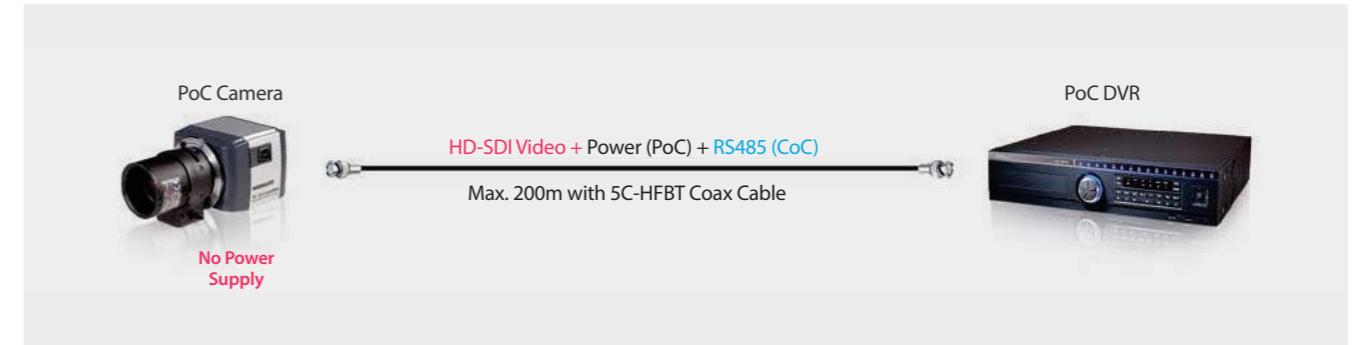 PoC Camera
PoC DVR
HD-SDI Video + Power (PoC) + RS485 (CoC)
Max. 200m with 5C-HFBT Coax Cable
No Power
Supply